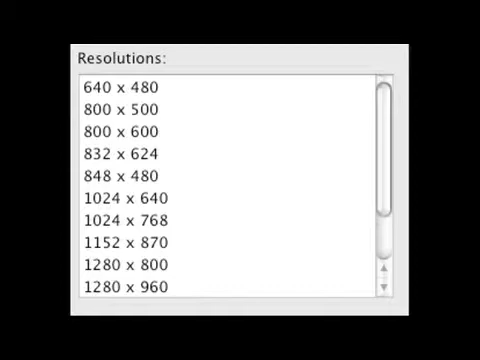 Resolutions:
640 x 480
800 x 500
800 x 600
832 x 624
848 x 480
1024 x 640
1024 x 768
1152 x 870
1280 x 800
1280 x 960